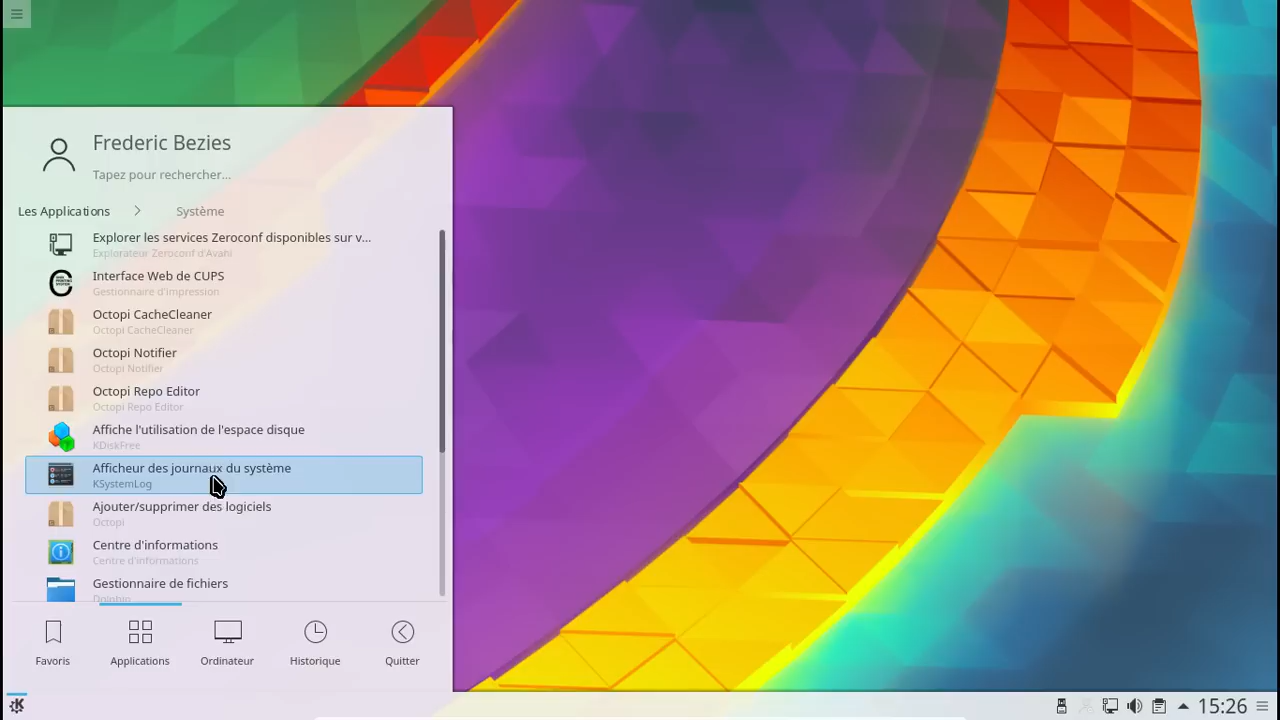 Frederic Bezies
Tapez pour rechercher...
Les Applications
Système
Explorer les services Zeroconf disponibles sur v...
Explorateur Zeroconf d'Avahi
Interface Web de CUPS
Gestionnaire d'impression
Octopi CacheCleaner
Octopi CacheCleaner
Octopi Notifier
Octopi Notifier
Octopi Repo Editor
Octopi Repo Editor
Affiche l'utilisation de l'espace disque
KDiskFree
Afficheur des journaux du système
KSystemLog
Ajouter/supprimer des logiciels
Octopi
Centre d'informations
Centre d'informations
Gestionnaire de fichiers
Dolphin
Favoris
Applications
Ordinateur
Historique
Quitter
15:26